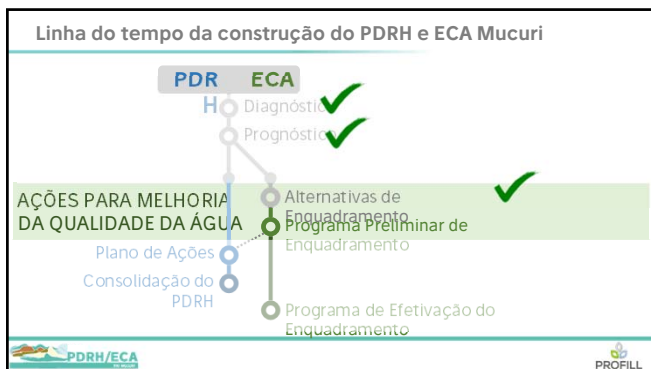 Linha do tempo da construção do PDRH e ECA Mucuri
PDR ECA
H
Diagnóstic
Prognóstic
AÇÕES PARA MELHORIA
DA QUALIDADE DA ÁGUA
Alternativas de
Enquadramento
Programa Preliminar de
Enquadramento
Plano de Ações
Consolidação do
PDRH
Programa de Efetivação do
Enquadramento
PDRH/ECA
PROFILL